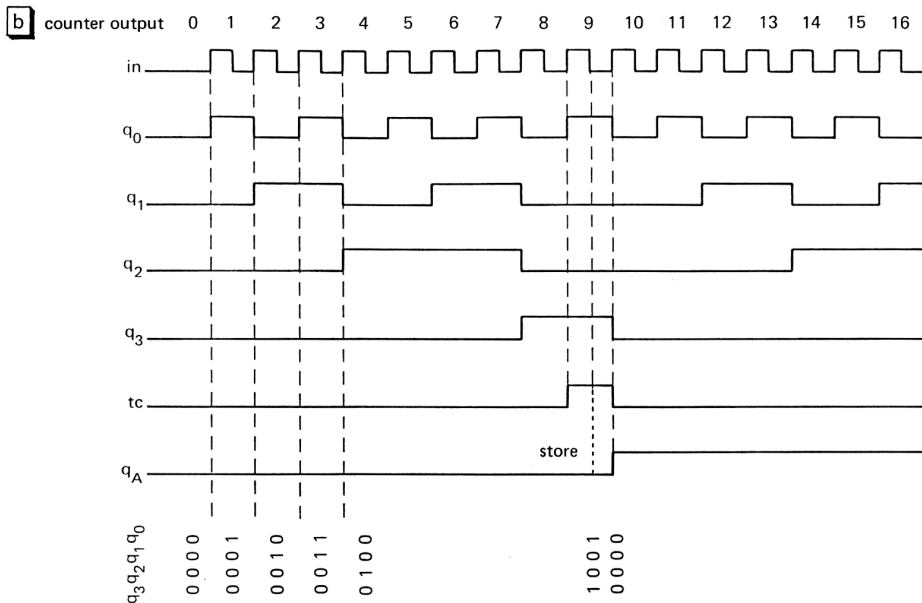 b counter output 0 1 2 3 4 5 6 7 8 9 10 11 12 13 14 15 16
in
q0
q1
q2
q3
tc
store
qA
q3q2q1q0 0000 0001 0010 0011 0100 1001 0000